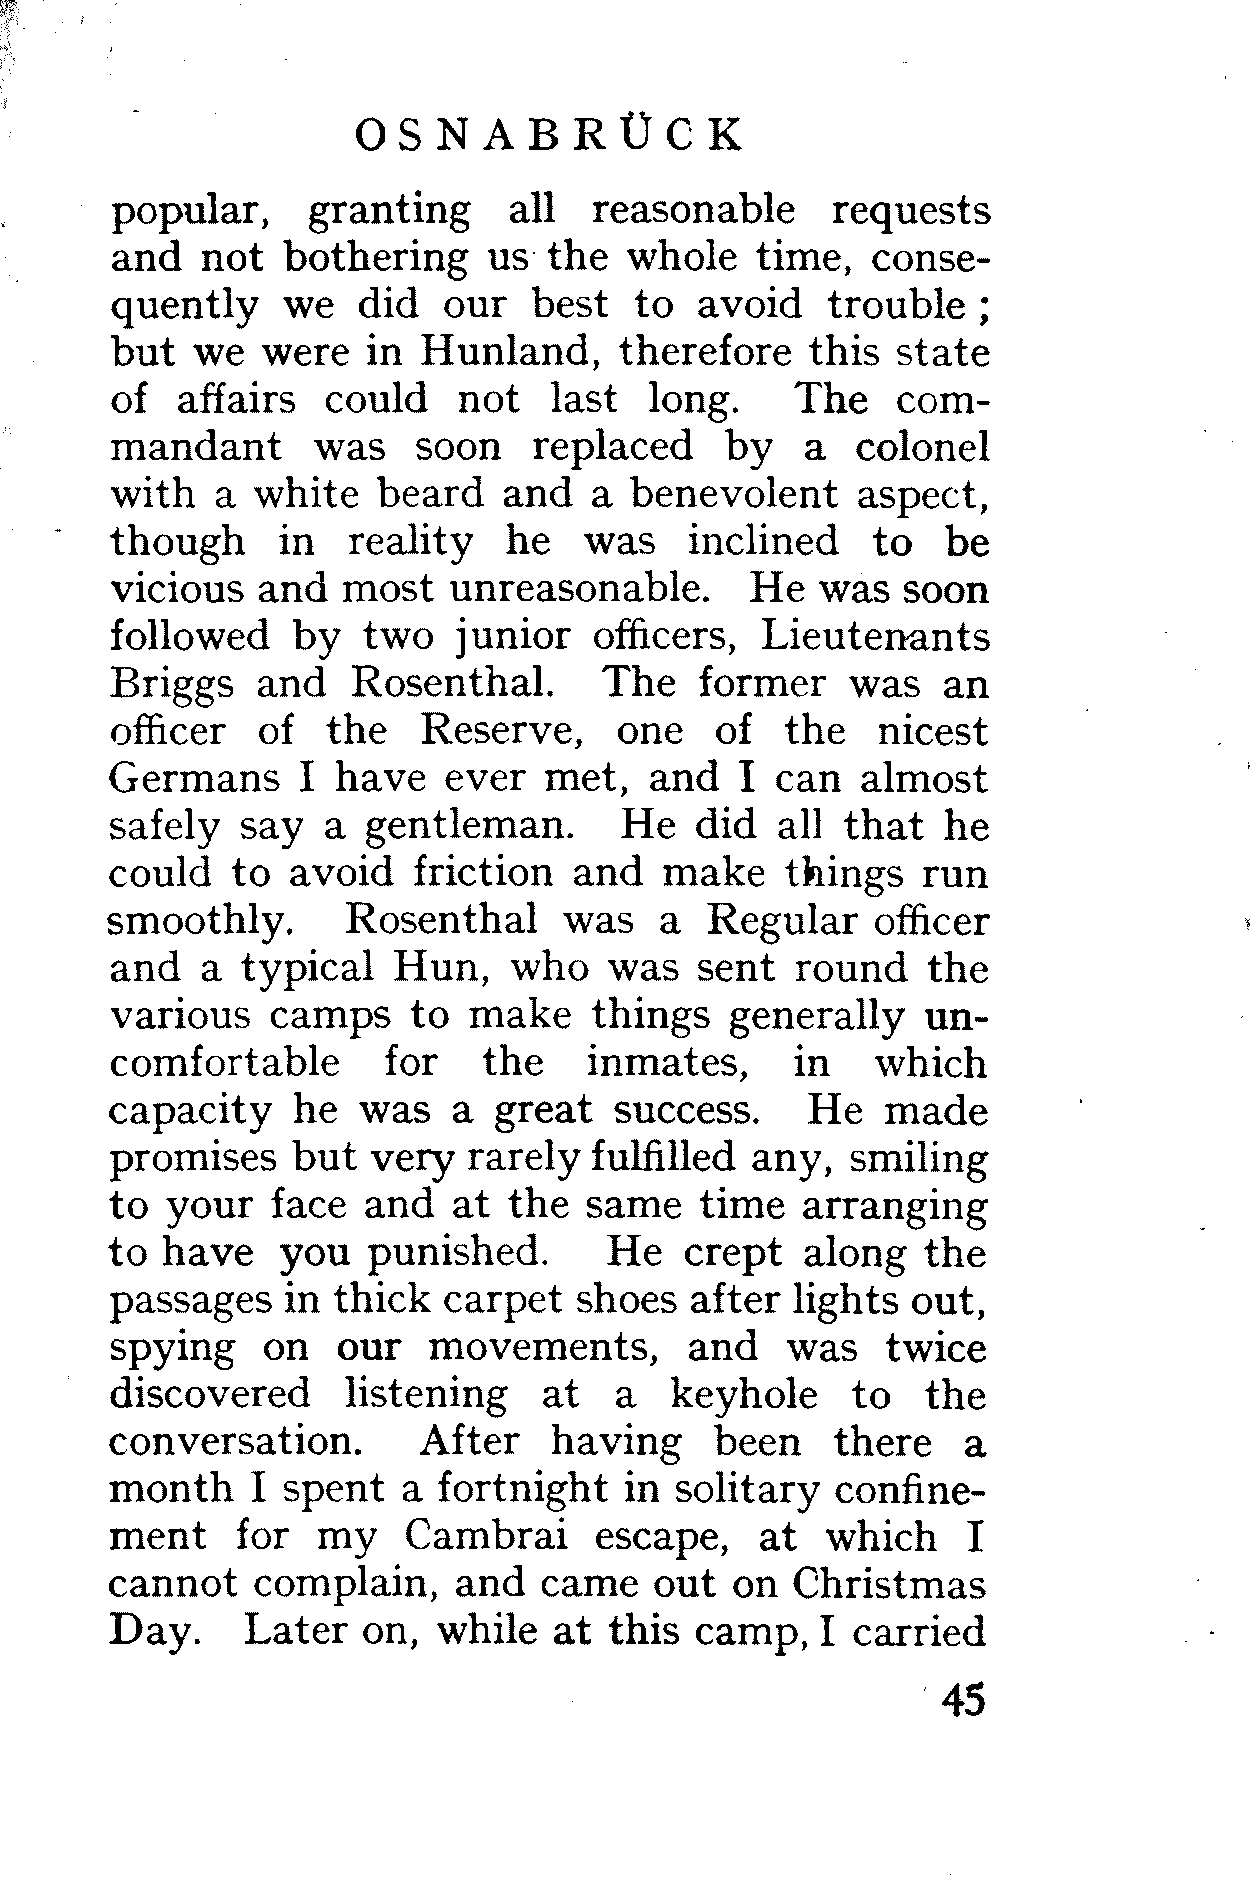 OSNABRÜCK
popular, granting all reasonable requests
and not bothering us the whole time, conse-
quently we did our best to avoid trouble ;
but we were in Hunland, therefore this state
of affairs could not last long. The com-
mandant was soon replaced by a colonel
with a white beard and a benevolent aspect,
though in reality he was inclined to be
vicious and most unreasonable. He was soon
followed by two junior officers, Lieutenants
Briggs and Rosenthal. The former was an
officer of the Reserve, one of the nicest
Germans I have ever met, and I can almost
safely say a gentleman. He did all that he
could to avoid friction and make things run
smoothly. Rosenthal was a Regular officer
and a typical Hun, who was sent round the
various camps to make things generally un-
comfortable for the inmates, in which
capacity he was a great success. He made
promises but very rarely fulfilled any, smiling
to your face and at the same time arranging
to have you punished. He crept along the
passages in thick carpet shoes after lights out,
spying on our movements, and was twice
discovered listening at a keyhole to the
conversation. After having been there a
month I spent a fortnight in solitary confine-
ment for my Cambrai escape, at which I
cannot complain, and came out on Christmas
Day. Later on, while at this camp, I carried
45